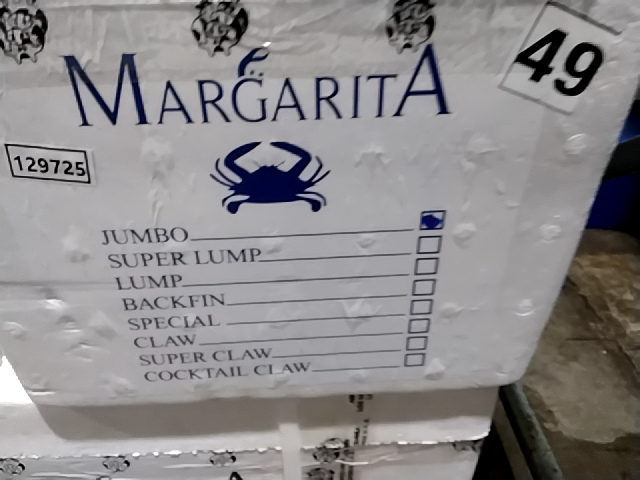 49
MARGARITA
129725
JUMBO
SUPER LUMP
LUMP
BACKFIN
SPECIAL
CLAW
SUPER CLAW
COCKTAIL CLAW